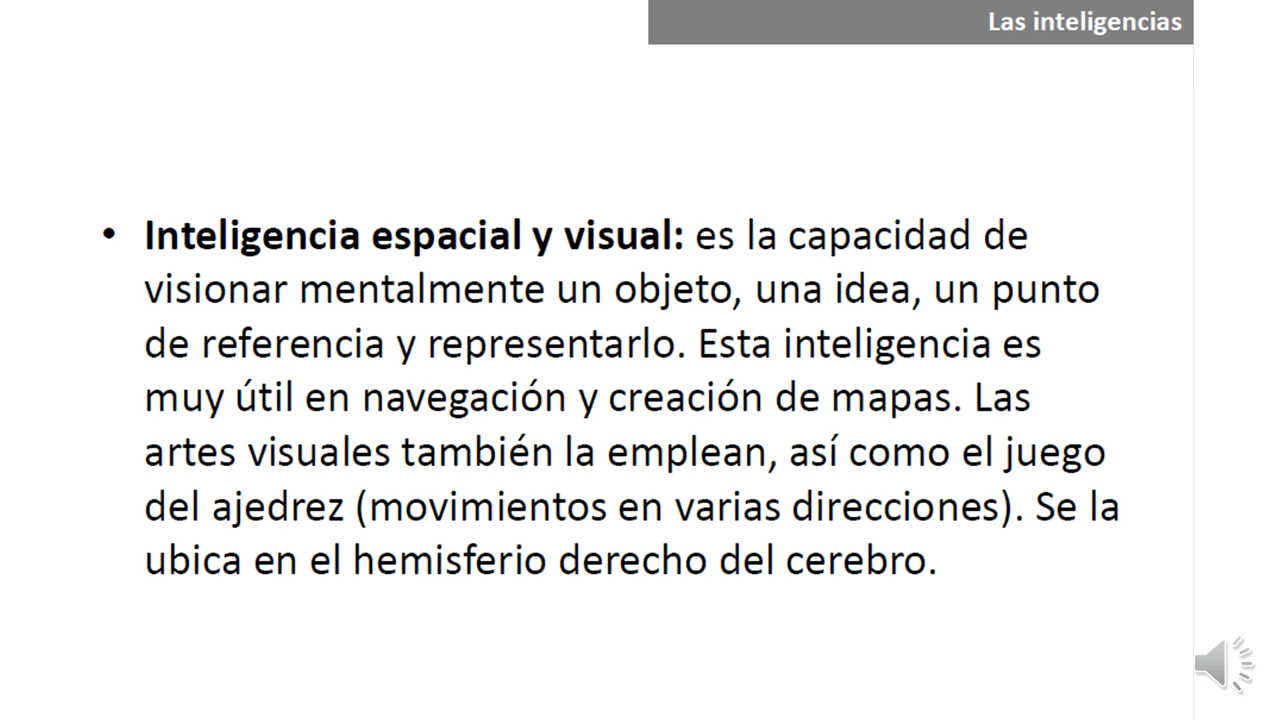 Las inteligencias
• Inteligencia espacial y visual: es la capacidad de
visionar mentalmente un objeto, una idea, un punto
de referencia y representarlo. Esta inteligencia es
muy útil en navegación y creación de mapas. Las
artes visuales también la emplean, así como el juego
del ajedrez (movimientos en varias direcciones). Se la
ubica en el hemisferio derecho del cerebro.